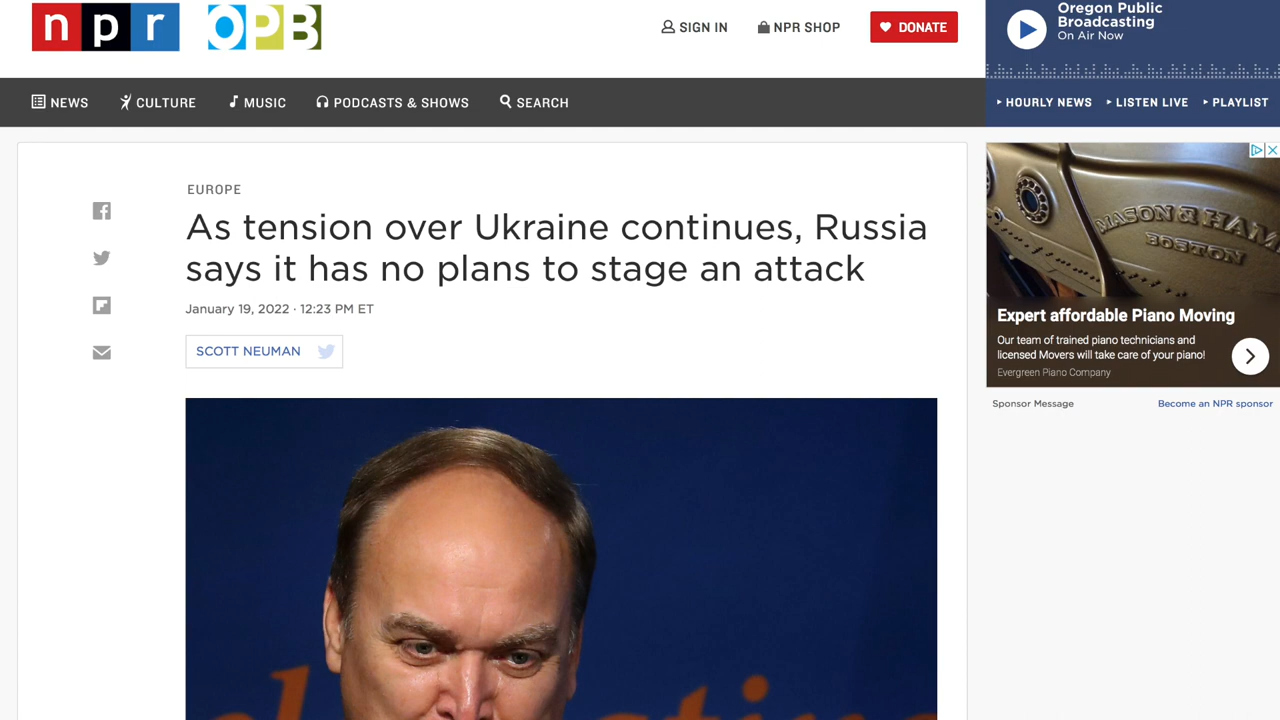 npr OPB
SIGN IN NPR SHOP DONATE
Oregon Public
Broadcasting
On Air Now
NEWS CULTURE MUSIC PODCASTS & SHOWS SEARCH
HOURLY NEWS LISTEN LIVE PLAYLIST
EUROPE
As tension over Ukraine continues, Russia
says it has no plans to stage an attack
January 19, 2022 · 12:23 PM ET
SCOTT NEUMAN
MASON & HAM
BOSTON
Expert affordable Piano Moving
Our team of trained piano technicians and
licensed Movers will take care of your piano!
Evergreen Piano Company
Sponsor Message Become an NPR sponsor